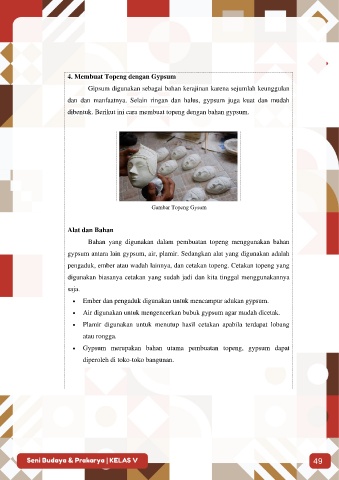 4. Membuat Topeng dengan Gypsum
Gipsum digunakan sebagai bahan kerajinan karena sejumlah keunggulan
dan dan manfaatnya. Selain ringan dan halus, gypsum juga kuat dan mudah
dibentuk. Berikut ini cara membuat topeng dengan bahan gypsum.
Gambar Topeng Gysum
Alat dan Bahan
Bahan yang digunakan dalam pembuatan topeng menggunakan bahan
gypsum antara lain gypsum, air, plamir. Sedangkan alat yang digunakan adalah
pengaduk, ember atau wadah lainnya, dan cetakan topeng. Cetakan topeng yang
digunakan biasanya cetakan yang sudah jadi dan kita tinggal menggunakannya
saja.
• Ember dan pengaduk digunakan untuk mencampur adukan gypsum.
• Air digunakan untuk mengencerkan bubuk gypsum agar mudah dicetak.
• Plamir digunakan untuk menutup hasil cetakan apabila terdapat lobang
atau rongga.
• Gypsum merupakan bahan utama pembuatan topeng, gypsum dapat
diperoleh di toko-toko bangunan.
Seni Budaya & Prakarya | KELAS V
49